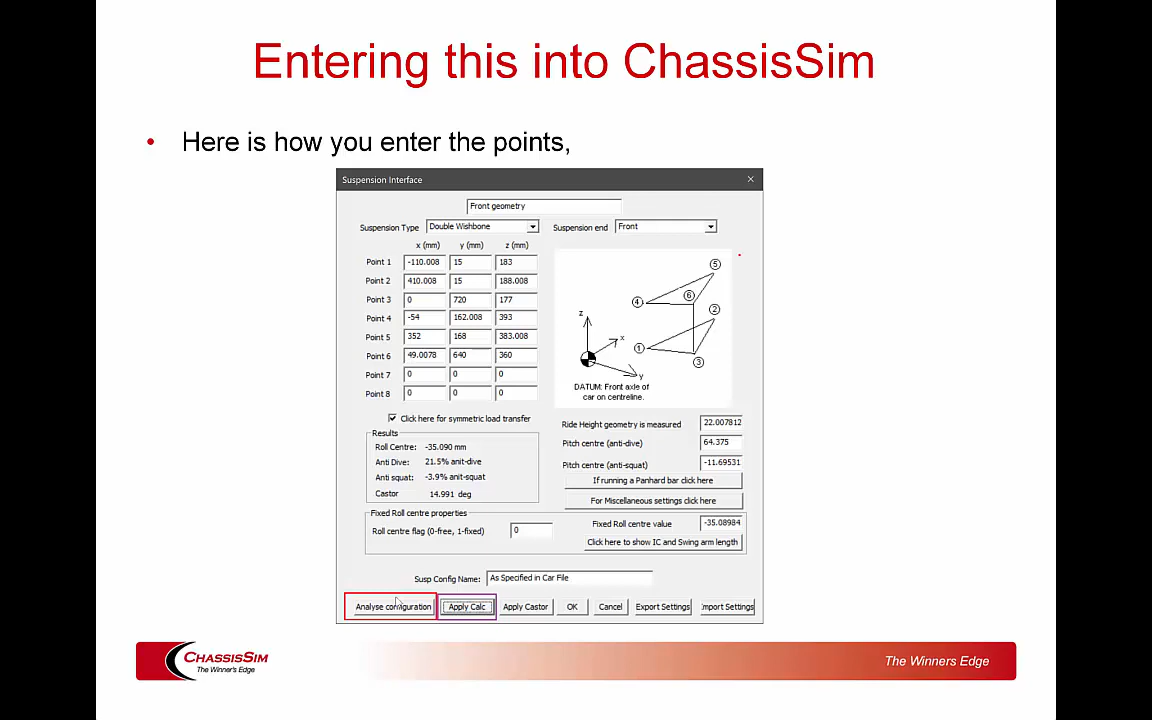 Entering this into ChassisSim
• Here is how you enter the points,
Suspension Interface
Front geometry
Suspension Type Double Wishbone Suspension end Front
x (mm) y (mm) z (mm)
Point 1 -110.008 15 183
Point 2 410.008 15 188.008
Point 3 0 720 177
Point 4 -54 162.008 393
Point 5 352 168 383.008
Point 6 49.0078 640 360
Point 7 0 0 0
Point 8 0 0 0
5
6
4
2
1
3
z
x
y
DATUM: Front axle of
car on centreline.
Click here for symmetric load transfer
Results
Roll Centre: -35.090 mm
Anti Dive: 21.5% anit-dive
Anti squat: -3.9% anit-squat
Castor 14.991 deg
Ride Height geometry is measured 22.007812
Pitch centre (anti-dive) 64.375
Pitch centre (anti-squat) -11.69531
If running a Panhard bar click here
For Miscellaneous settings click here
Fixed Roll centre properties
Roll centre flag (0-free, 1-fixed) 0
Fixed Roll centre value -35.08984
Click here to show IC and Swing arm length
Susp Config Name: As Specified in Car File
Analyse configuration Apply Calc Apply Castor OK Cancel Export Settings Import Settings
ChassisSim
The Winner's Edge
The Winners Edge